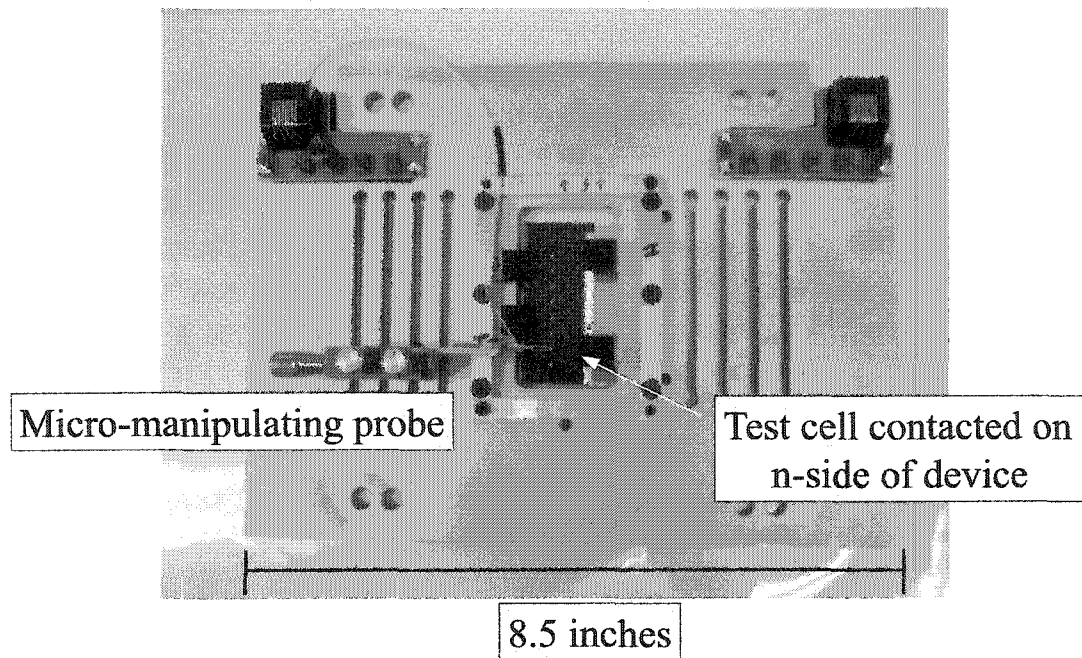 Micro-manipulating probe
Test cell contacted on
n-side of device
8.5 inches